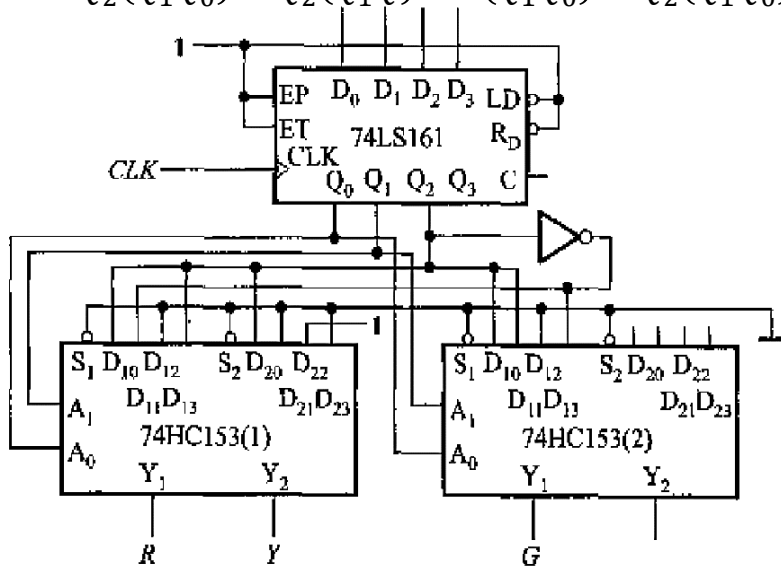 1
D₀ D₁ D₂ D₃
EP
LD
ET
74LS161
R_D
CLK
CLK
Q₀ Q₁ Q₂ Q₃ C
1
S₁ D₁₀ D₁₂ S₂ D₂₀ D₂₂
D₁₁ D₁₃ D₂₁ D₂₃
A₁
74HC153(1)
A₀
Y₁ Y₂
R Y
S₁ D₁₀ D₁₂ S₂ D₂₀ D₂₂
D₁₁ D₁₃ D₂₁ D₂₃
A₁
74HC153(2)
A₀
Y₁ Y₂
G